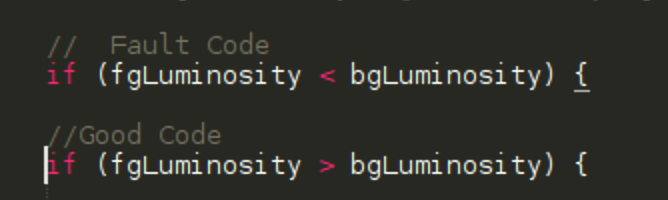 //  Fault Code
if (fgLuminosity < bgLuminosity) {
//Good Code
if (fgLuminosity > bgLuminosity) {